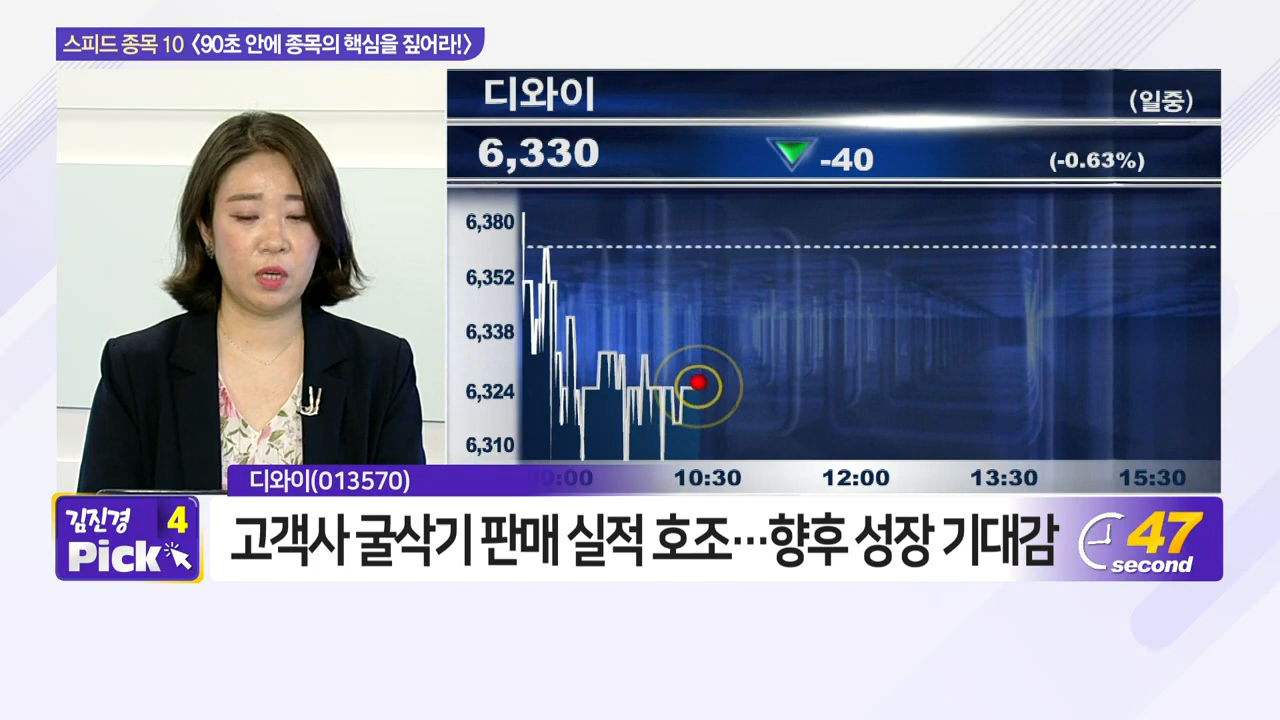 스피드 종목 10 <90초 안에 종목의 핵심을 짚어라!>
디와이
(일중)
6,330
-40
(-0.63%)
6,380
6,352
6,338
6,324
6,310
10:30
12:00
13:30
15:30
디와이(013570)
김진경
4
Pick
고객사 굴삭기 판매 실적 호조…향후 성장 기대감
47
second